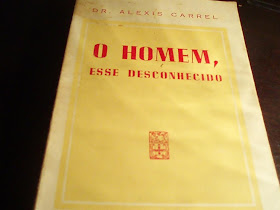 DR. ALEXIS CARREL
O HOMEM,
ESSE DESCONHECIDO